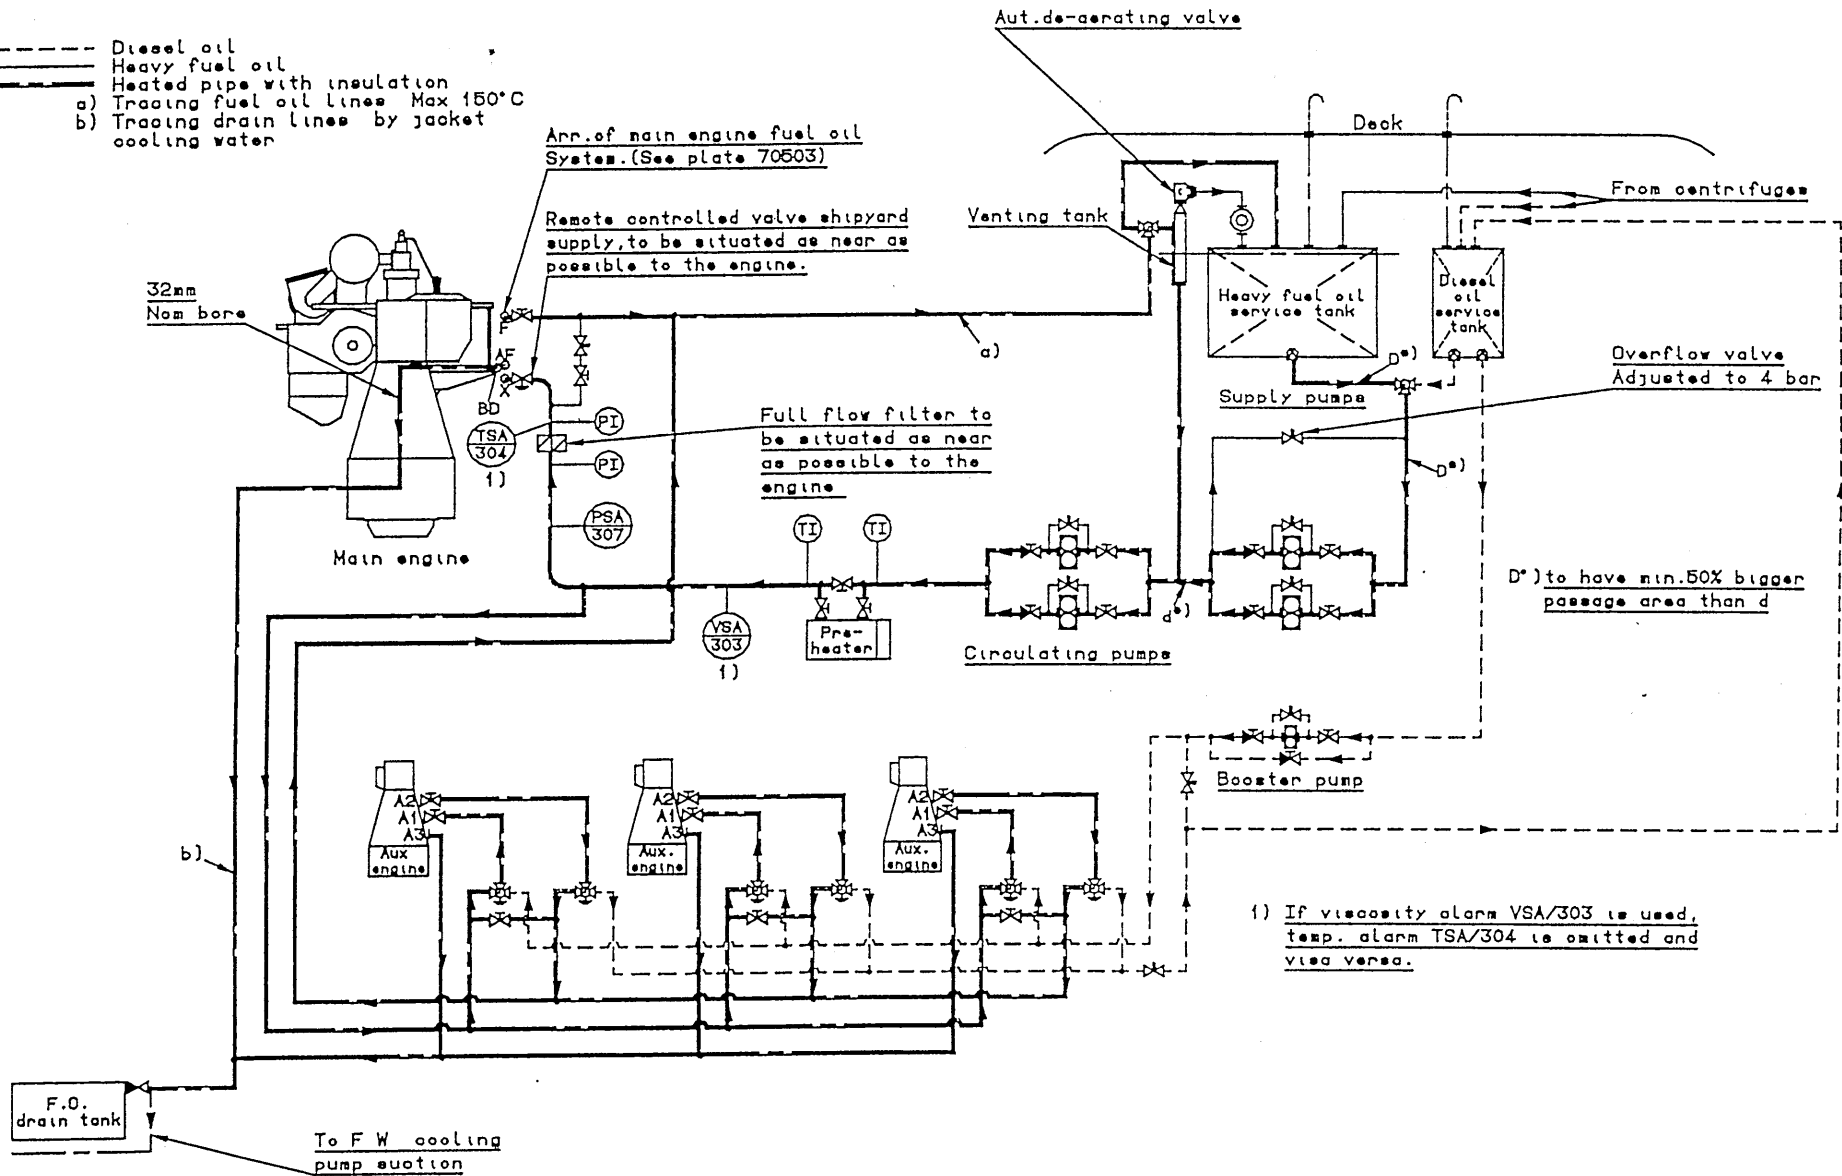 Diesel oil
Heavy fuel oil
Heated pipe with insulation
a) Tracing fuel oil lines Max 150°C
b) Tracing drain lines by jacket
cooling water
Aut.de-aerating valve
Arr.of main engine fuel oil
System.(See plate 70503)
Deck
From centrifuges
Venting tank
Remote controlled valve shipyard
supply,to be situated as near as
possible to the engine.
32mm
Nom bore
F
AF
X
BD
a)
Heavy fuel oil
service tank
Diesel
oil
service
tank
D*)
Overflow valve
Adjusted to 4 bar
Supply pumps
TSA
304
1)
PI
PI
Full flow filter to
be situated as near
as possible to the
engine
D*)
PSA
307
TI
TI
Main engine
VSA
303
1)
Pre-
heater
d*)
Circulating pumps
D*)to have min.50% bigger
passage area than d
Booster pump
A2
A1
A3
Aux
engine
A2
A1
A3
Aux.
engine
A2
A1
A3
Aux.
engine
b)
1) If viscosity alarm VSA/303 is used,
temp. alarm TSA/304 is omitted and
visa versa.
F.O.
drain tank
To F W cooling
pump suction